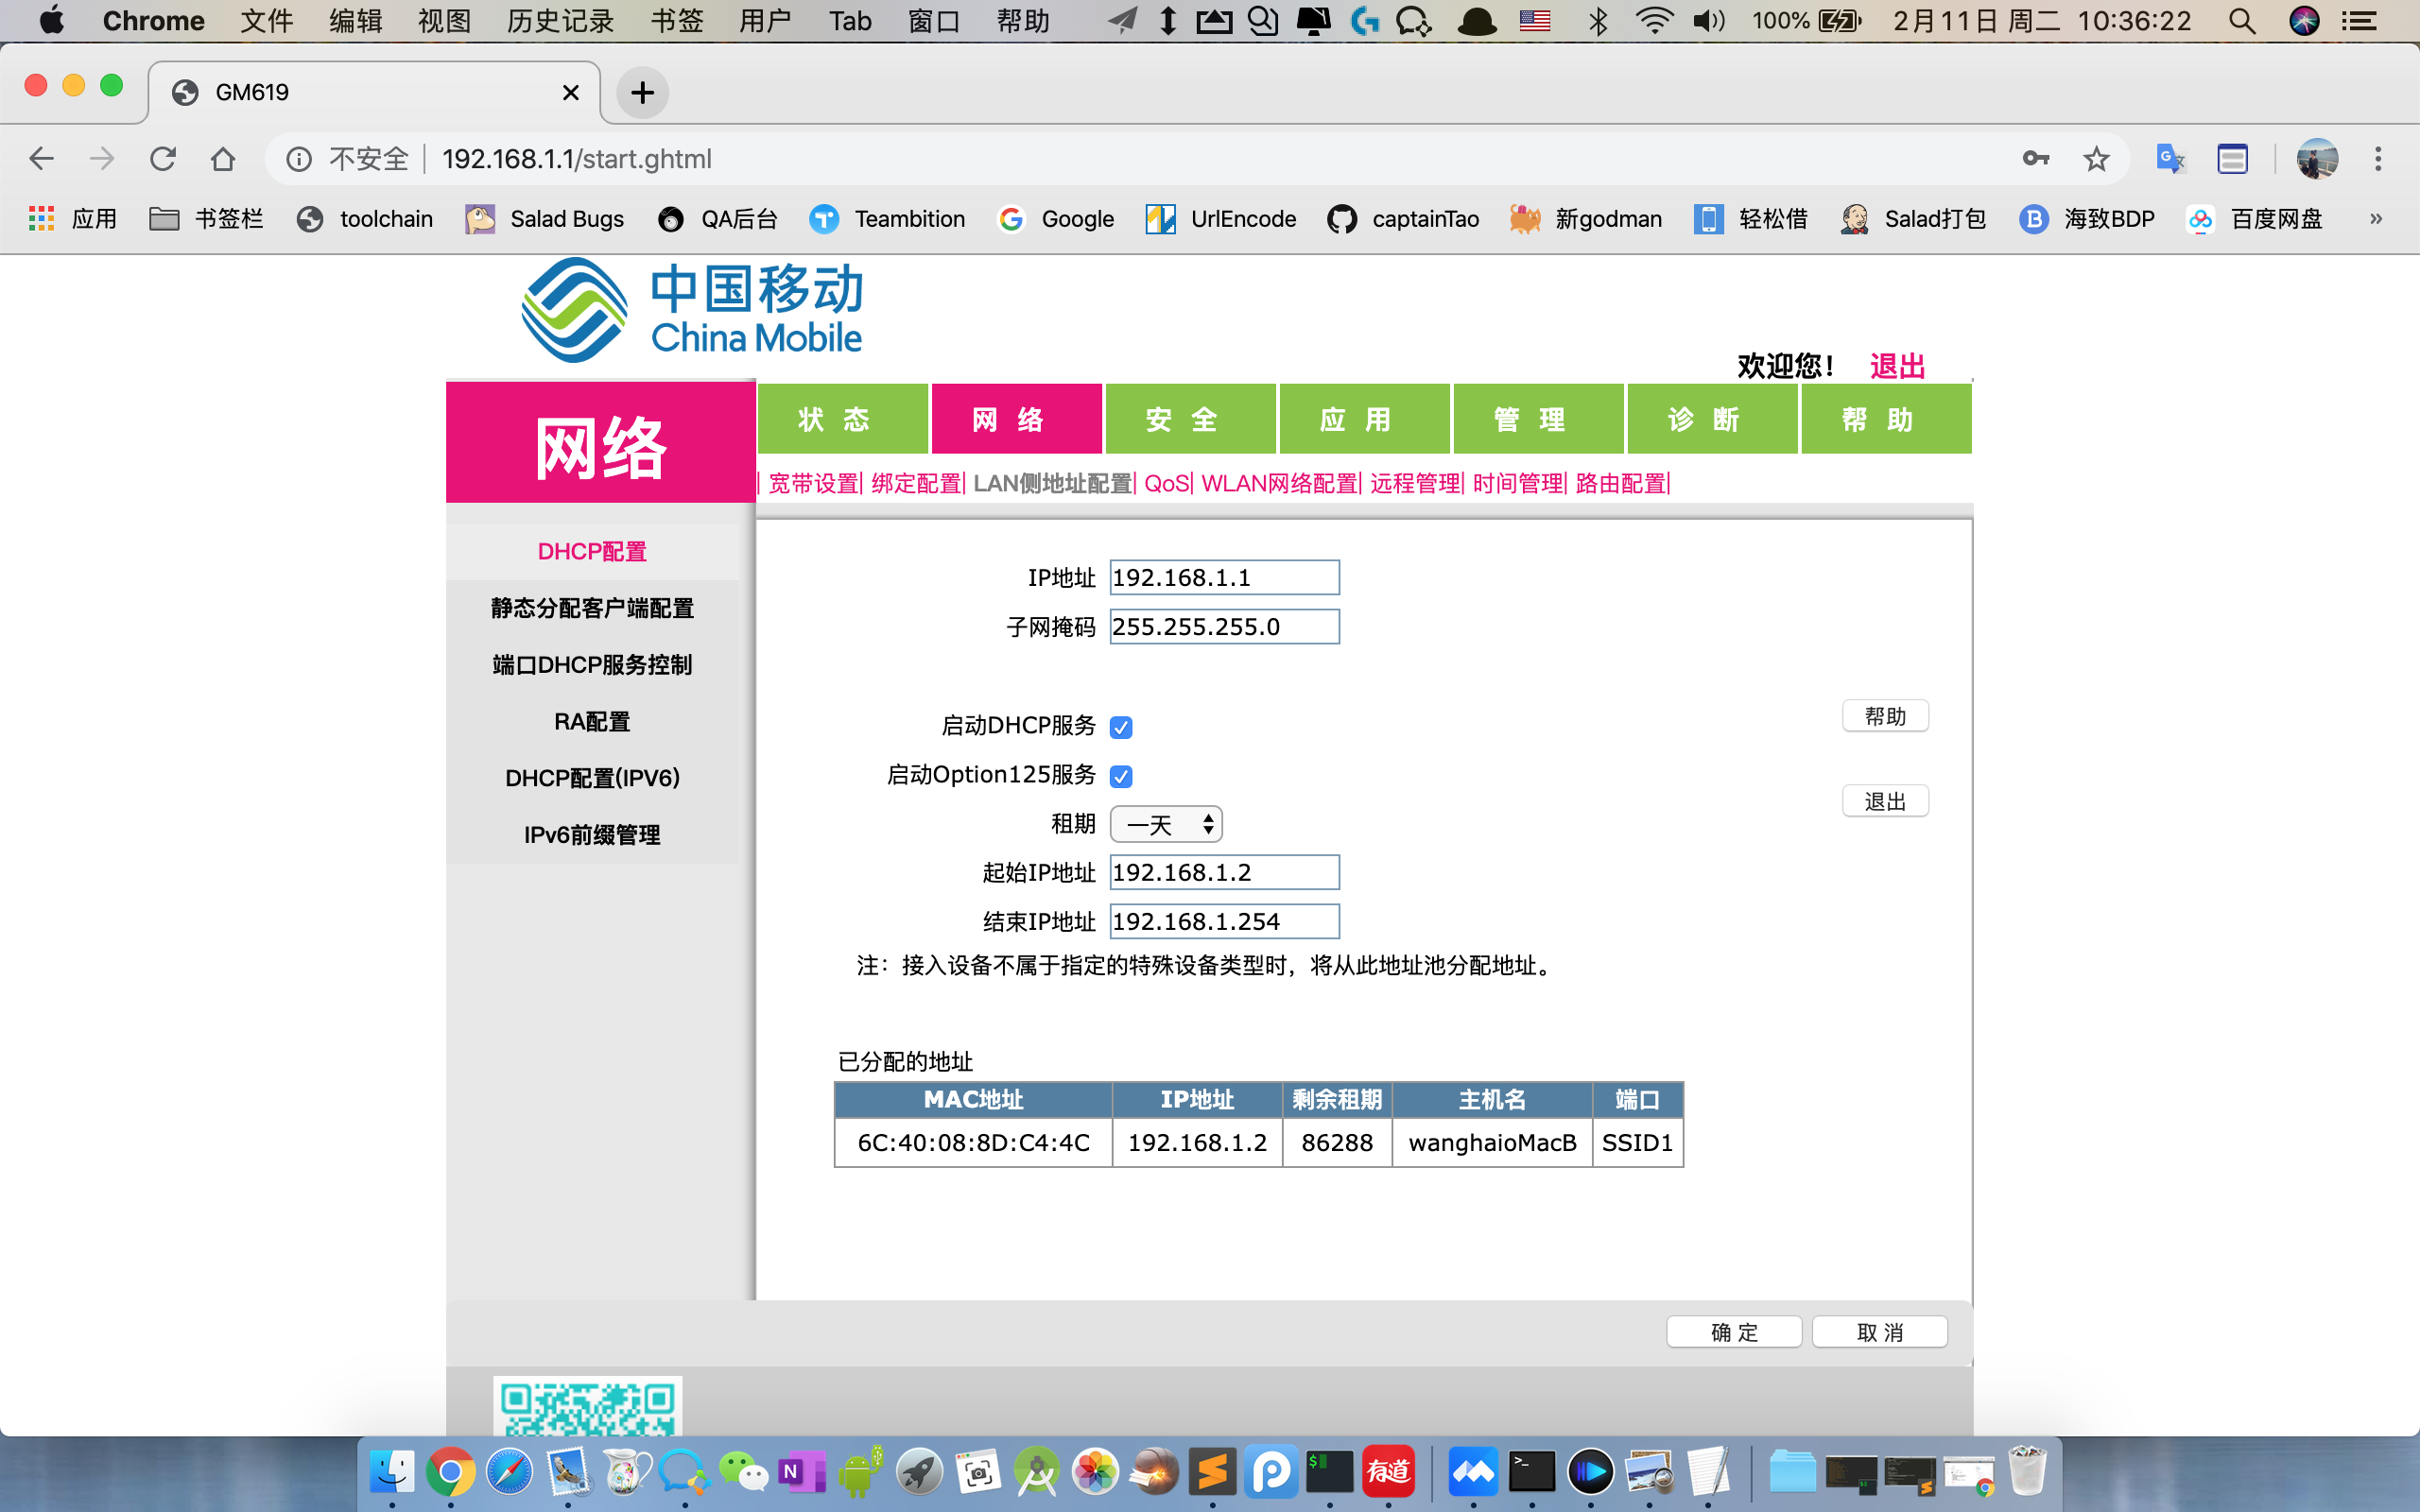 Chrome 文件 编辑 视图 历史记录 书签 用户 Tab 窗口 帮助 100% 2月11日 周二 10:36:22
GM619
不安全 192.168.1.1/start.ghtml
应用 书签栏 toolchain Salad Bugs QA后台 Teambition Google UrlEncode captainTao 新godman 轻松借 Salad打包 海致BDP 百度网盘 »
中国移动
China Mobile
欢迎您! 退出
网络
状 态 网 络 安 全 应 用 管 理 诊 断 帮 助
| 宽带设置| 绑定配置| LAN侧地址配置| QoS| WLAN网络配置| 远程管理| 时间管理| 路由配置|
DHCP配置
静态分配客户端配置
端口DHCP服务控制
RA配置
DHCP配置(IPV6)
IPv6前缀管理
IP地址 192.168.1.1
子网掩码 255.255.255.0
启动DHCP服务
启动Option125服务
租期 一天
起始IP地址 192.168.1.2
结束IP地址 192.168.1.254
注：接入设备不属于指定的特殊设备类型时，将从此地址池分配地址。
帮助
退出
已分配的地址
MAC地址 IP地址 剩余租期 主机名 端口
6C:40:08:8D:C4:4C 192.168.1.2 86288 wanghaioMacB SSID1
确 定 取 消
有道